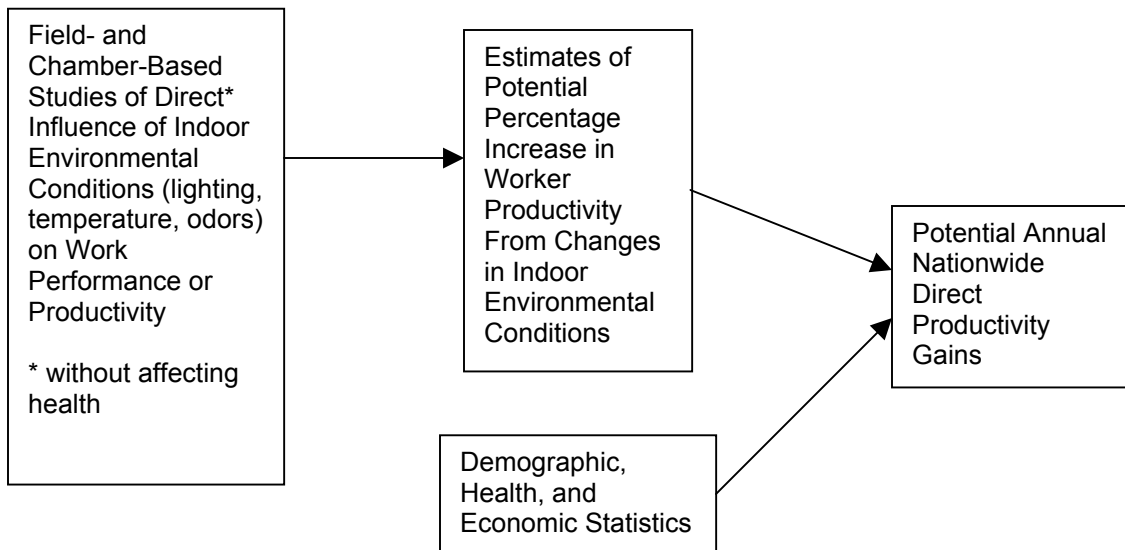 Field- and
Chamber-Based
Studies of Direct*
Influence of Indoor
Environmental
Conditions (lighting,
temperature, odors)
on Work
Performance or
Productivity
* without affecting
health
Estimates of
Potential
Percentage
Increase in
Worker
Productivity
From Changes
in Indoor
Environmental
Conditions
Demographic,
Health, and
Economic Statistics
Potential Annual
Nationwide
Direct
Productivity
Gains